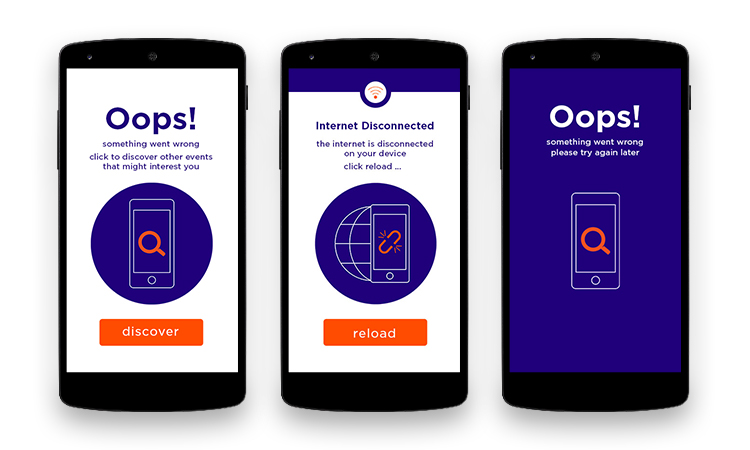 Oops!
something went wrong
click to discover other events
that might interest you
discover
Internet Disconnected
the internet is disconnected
on your device
click reload ...
reload
Oops!
something went wrong
please try again later